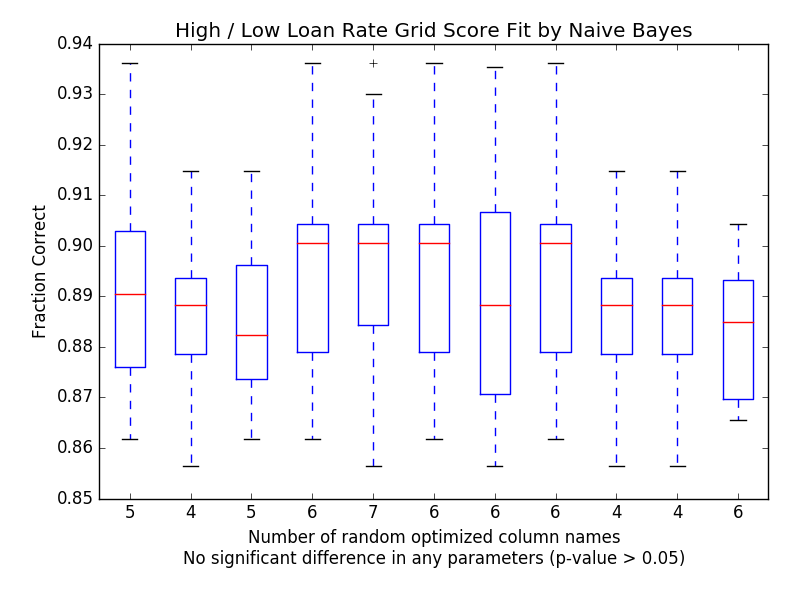 High / Low Loan Rate Grid Score Fit by Naive Bayes
Fraction Correct
0.94
0.93
0.92
0.91
0.90
0.89
0.88
0.87
0.86
0.85
5 4 5 6 7 6 6 6 4 4 6
Number of random optimized column names
No significant difference in any parameters (p-value > 0.05)